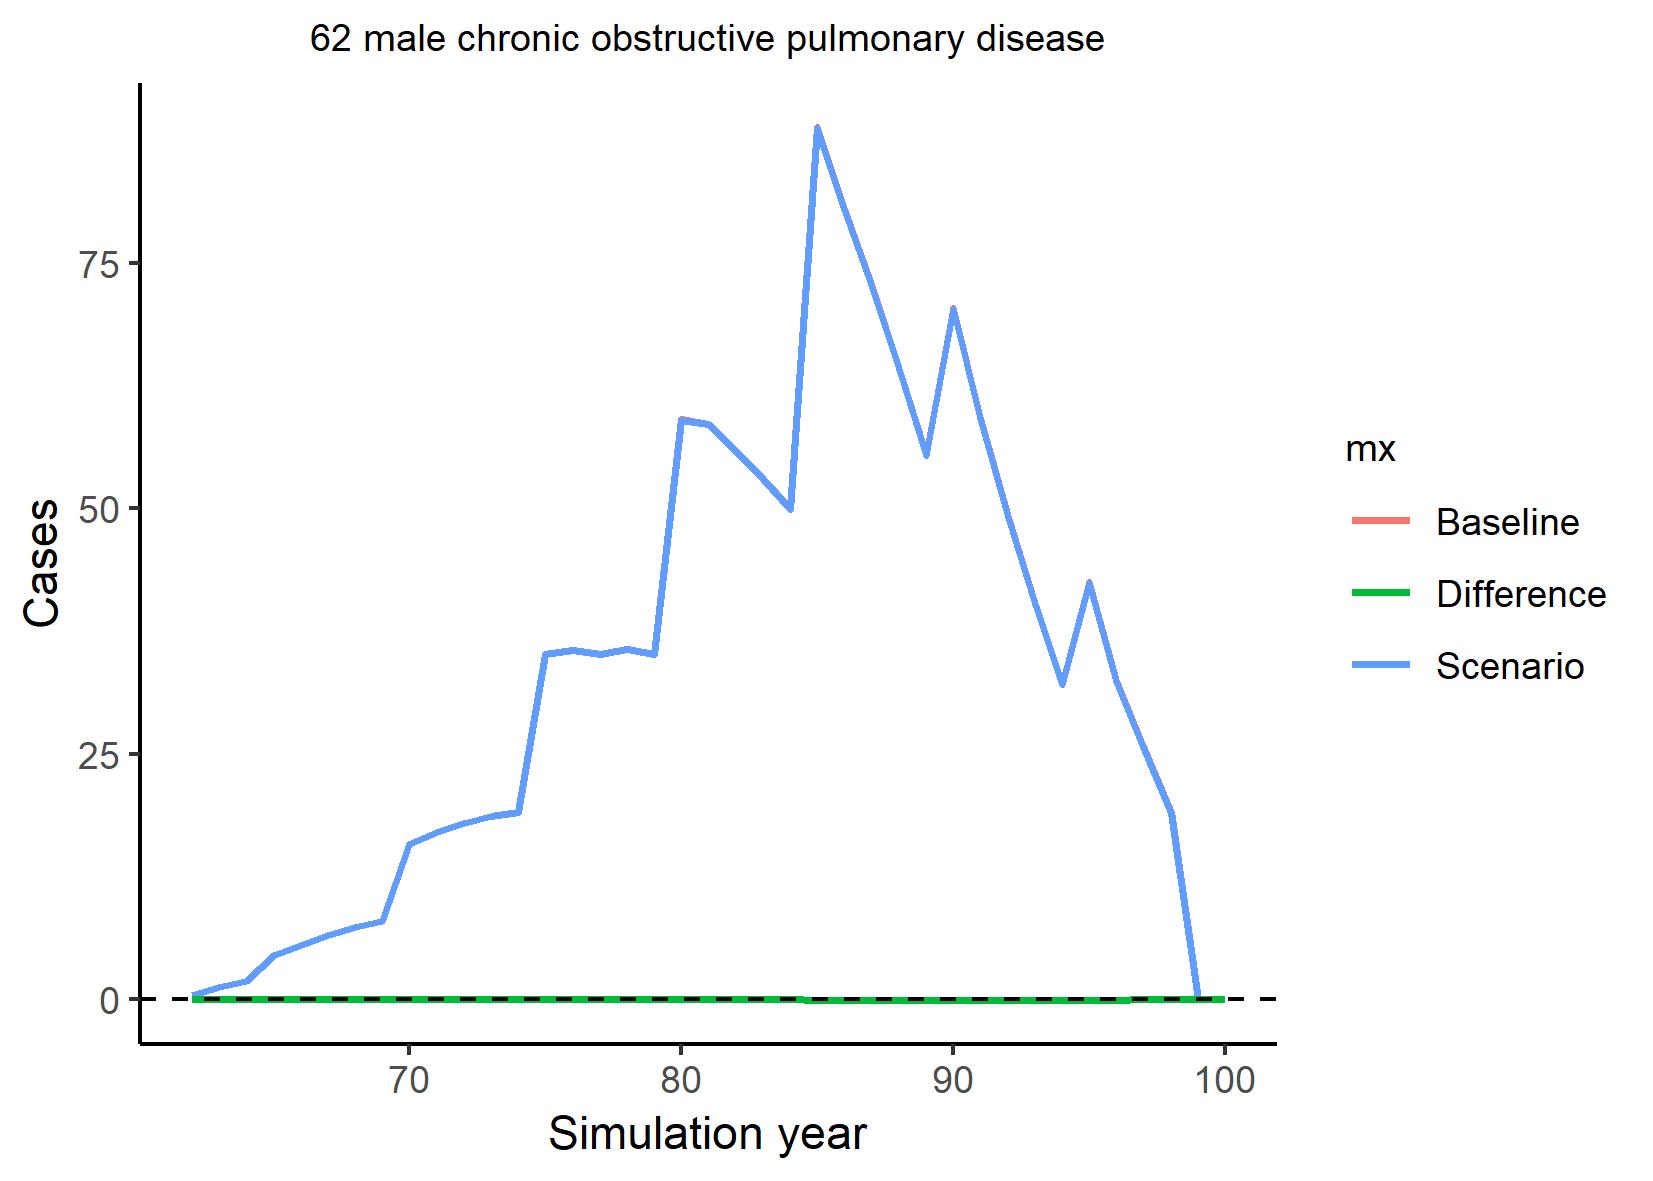 62 male chronic obstructive pulmonary disease
Cases
75
50
25
0
70 80 90 100
Simulation year
mx
Baseline
Difference
Scenario